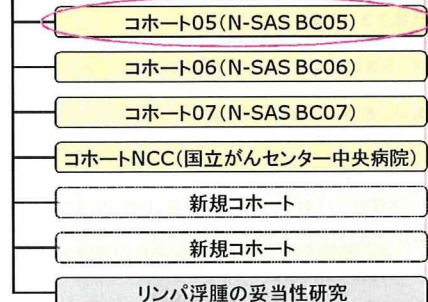 コホート05(N-SAS BC05)
コホート06(N-SAS BC06)
コホート07(N-SAS BC07)
コホートNCC(国立がんセンター中央病院)
新規コホート
新規コホート
リンパ浮腫の妥当性研究